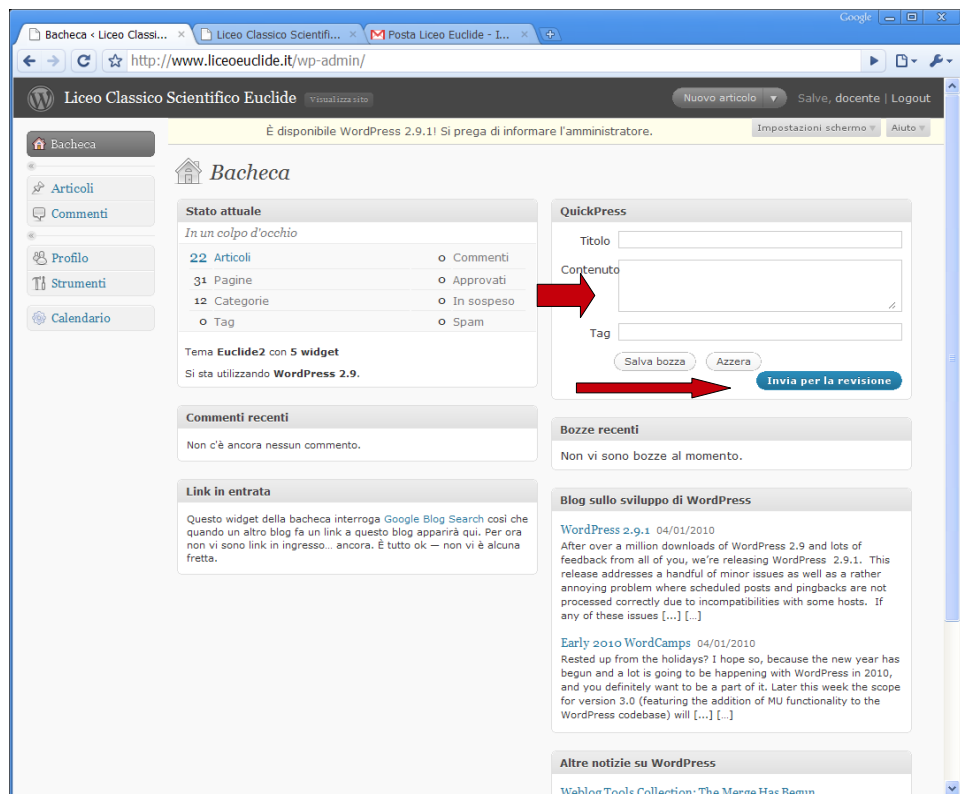 Google
Bacheca ‹ Liceo Classi...
Liceo Classico Scientifi...
Posta Liceo Euclide - I...
http://www.liceoeuclide.it/wp-admin/
Liceo Classico Scientifico Euclide
Visualizza sito
Nuovo articolo
Salve, docente | Logout
È disponibile WordPress 2.9.1! Si prega di informare l'amministratore.
Impostazioni schermo
Aiuto
Bacheca
Articoli
Commenti
Profilo
Strumenti
Calendario
Bacheca
Stato attuale
In un colpo d'occhio
22 Articoli
0 Commenti
31 Pagine
0 Approvati
12 Categorie
0 In sospeso
0 Tag
0 Spam
Tema Euclide2 con 5 widget
Si sta utilizzando WordPress 2.9.
Commenti recenti
Non c'è ancora nessun commento.
Link in entrata
Questo widget della bacheca interroga Google Blog Search così che
quando un altro blog fa un link a questo blog apparirà qui. Per ora
non vi sono link in ingresso... ancora. È tutto ok — non vi è alcuna
fretta.
QuickPress
Titolo
Contenuto
Tag
Salva bozza
Azzera
Invia per la revisione
Bozze recenti
Non vi sono bozze al momento.
Blog sullo sviluppo di WordPress
WordPress 2.9.1 04/01/2010
After over a million downloads of WordPress 2.9 and lots of
feedback from all of you, we're releasing WordPress 2.9.1. This
release addresses a handful of minor issues as well as a rather
annoying problem where scheduled posts and pingbacks are not
processed correctly due to incompatibilities with some hosts. If
any of these issues [...] [...]
Early 2010 WordCamps 04/01/2010
Rested up from the holidays? I hope so, because the new year has
begun and a lot is going to be happening with WordPress in 2010,
and you definitely want to be a part of it. Later this week the scope
for version 3.0 (featuring the addition of MU functionality to the
WordPress codebase) will [...] [...]
Altre notizie su WordPress
Weblog Tools Collection: The Merge Has Begun